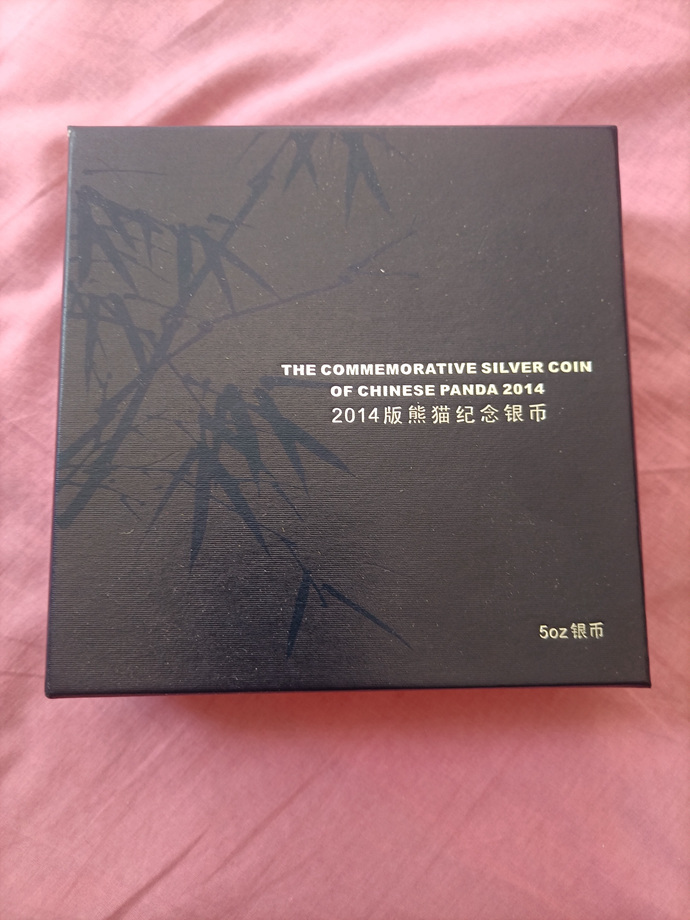 THE COMMEMORATIVE SILVER COIN
OF CHINESE PANDA 2014
2014版熊猫纪念银币
5oz银币